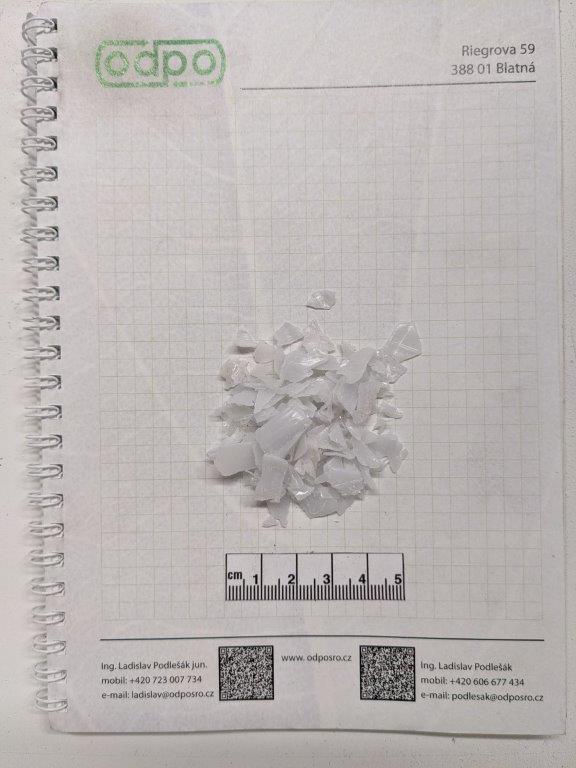 odpo
Riegrova 59
388 01 Blatná
cm 1 2 3 4 5
Ing. Ladislav Podlešák jun.
mobil: +420 723 007 734
e-mail: ladislav@odposro.cz
www. odposro.cz
Ing. Ladislav Podlešák
mobil: +420 606 677 434
e-mail: podlesak@odposro.cz